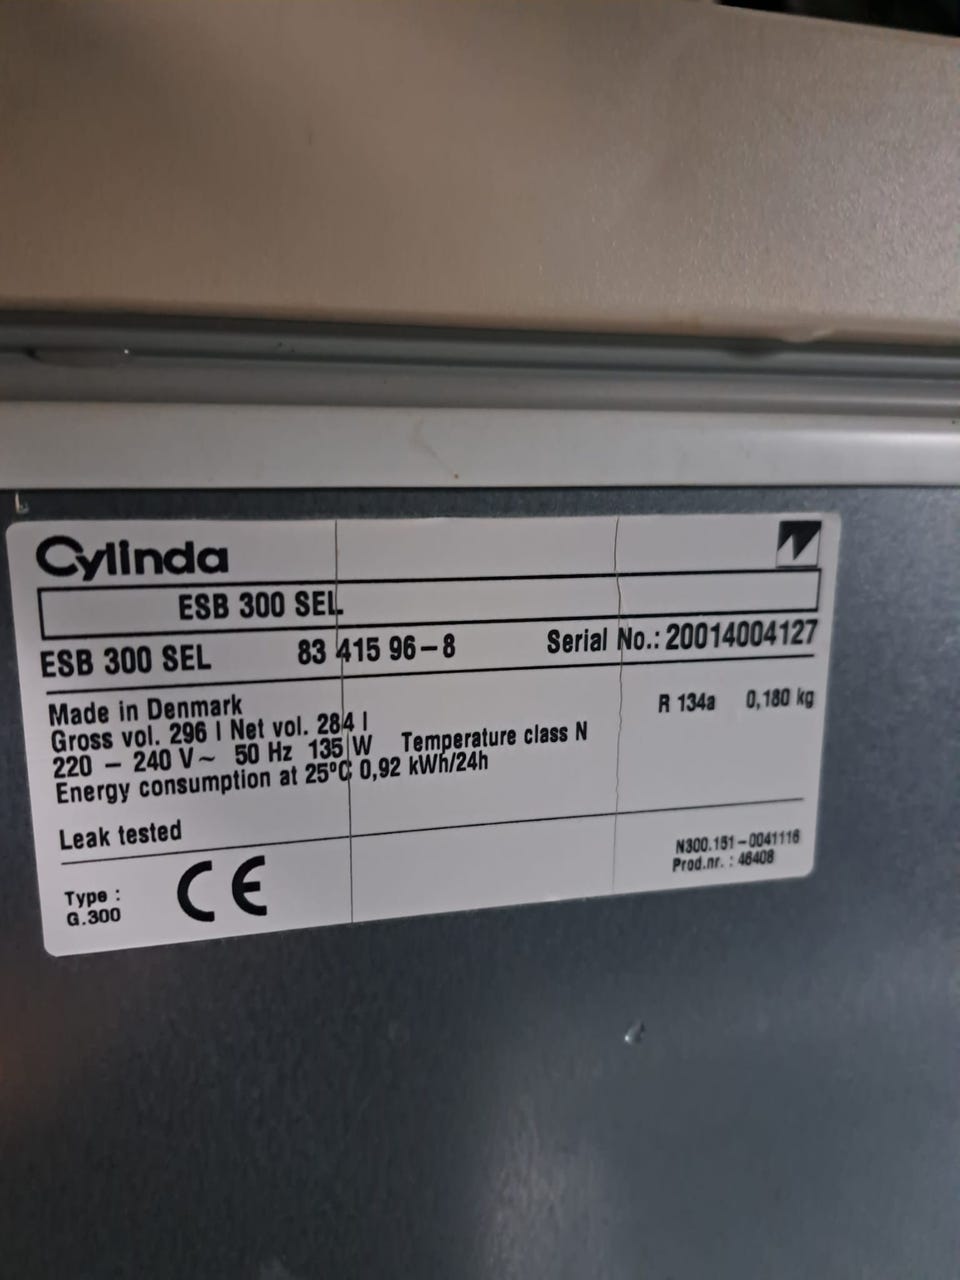 Cylinda
ESB 300 SEL
ESB 300 SEL 83 415 96-8 Serial No.: 20014004127
Made in Denmark R 134a 0,180 kg
Gross vol. 296 l Net vol. 284 l
220 - 240 V~ 50 Hz 135 W Temperature class N
Energy consumption at 25°C 0,92 kWh/24h
Leak tested
N300.151-0041116
Prod.nr. : 46408
Type :
G.300
CE